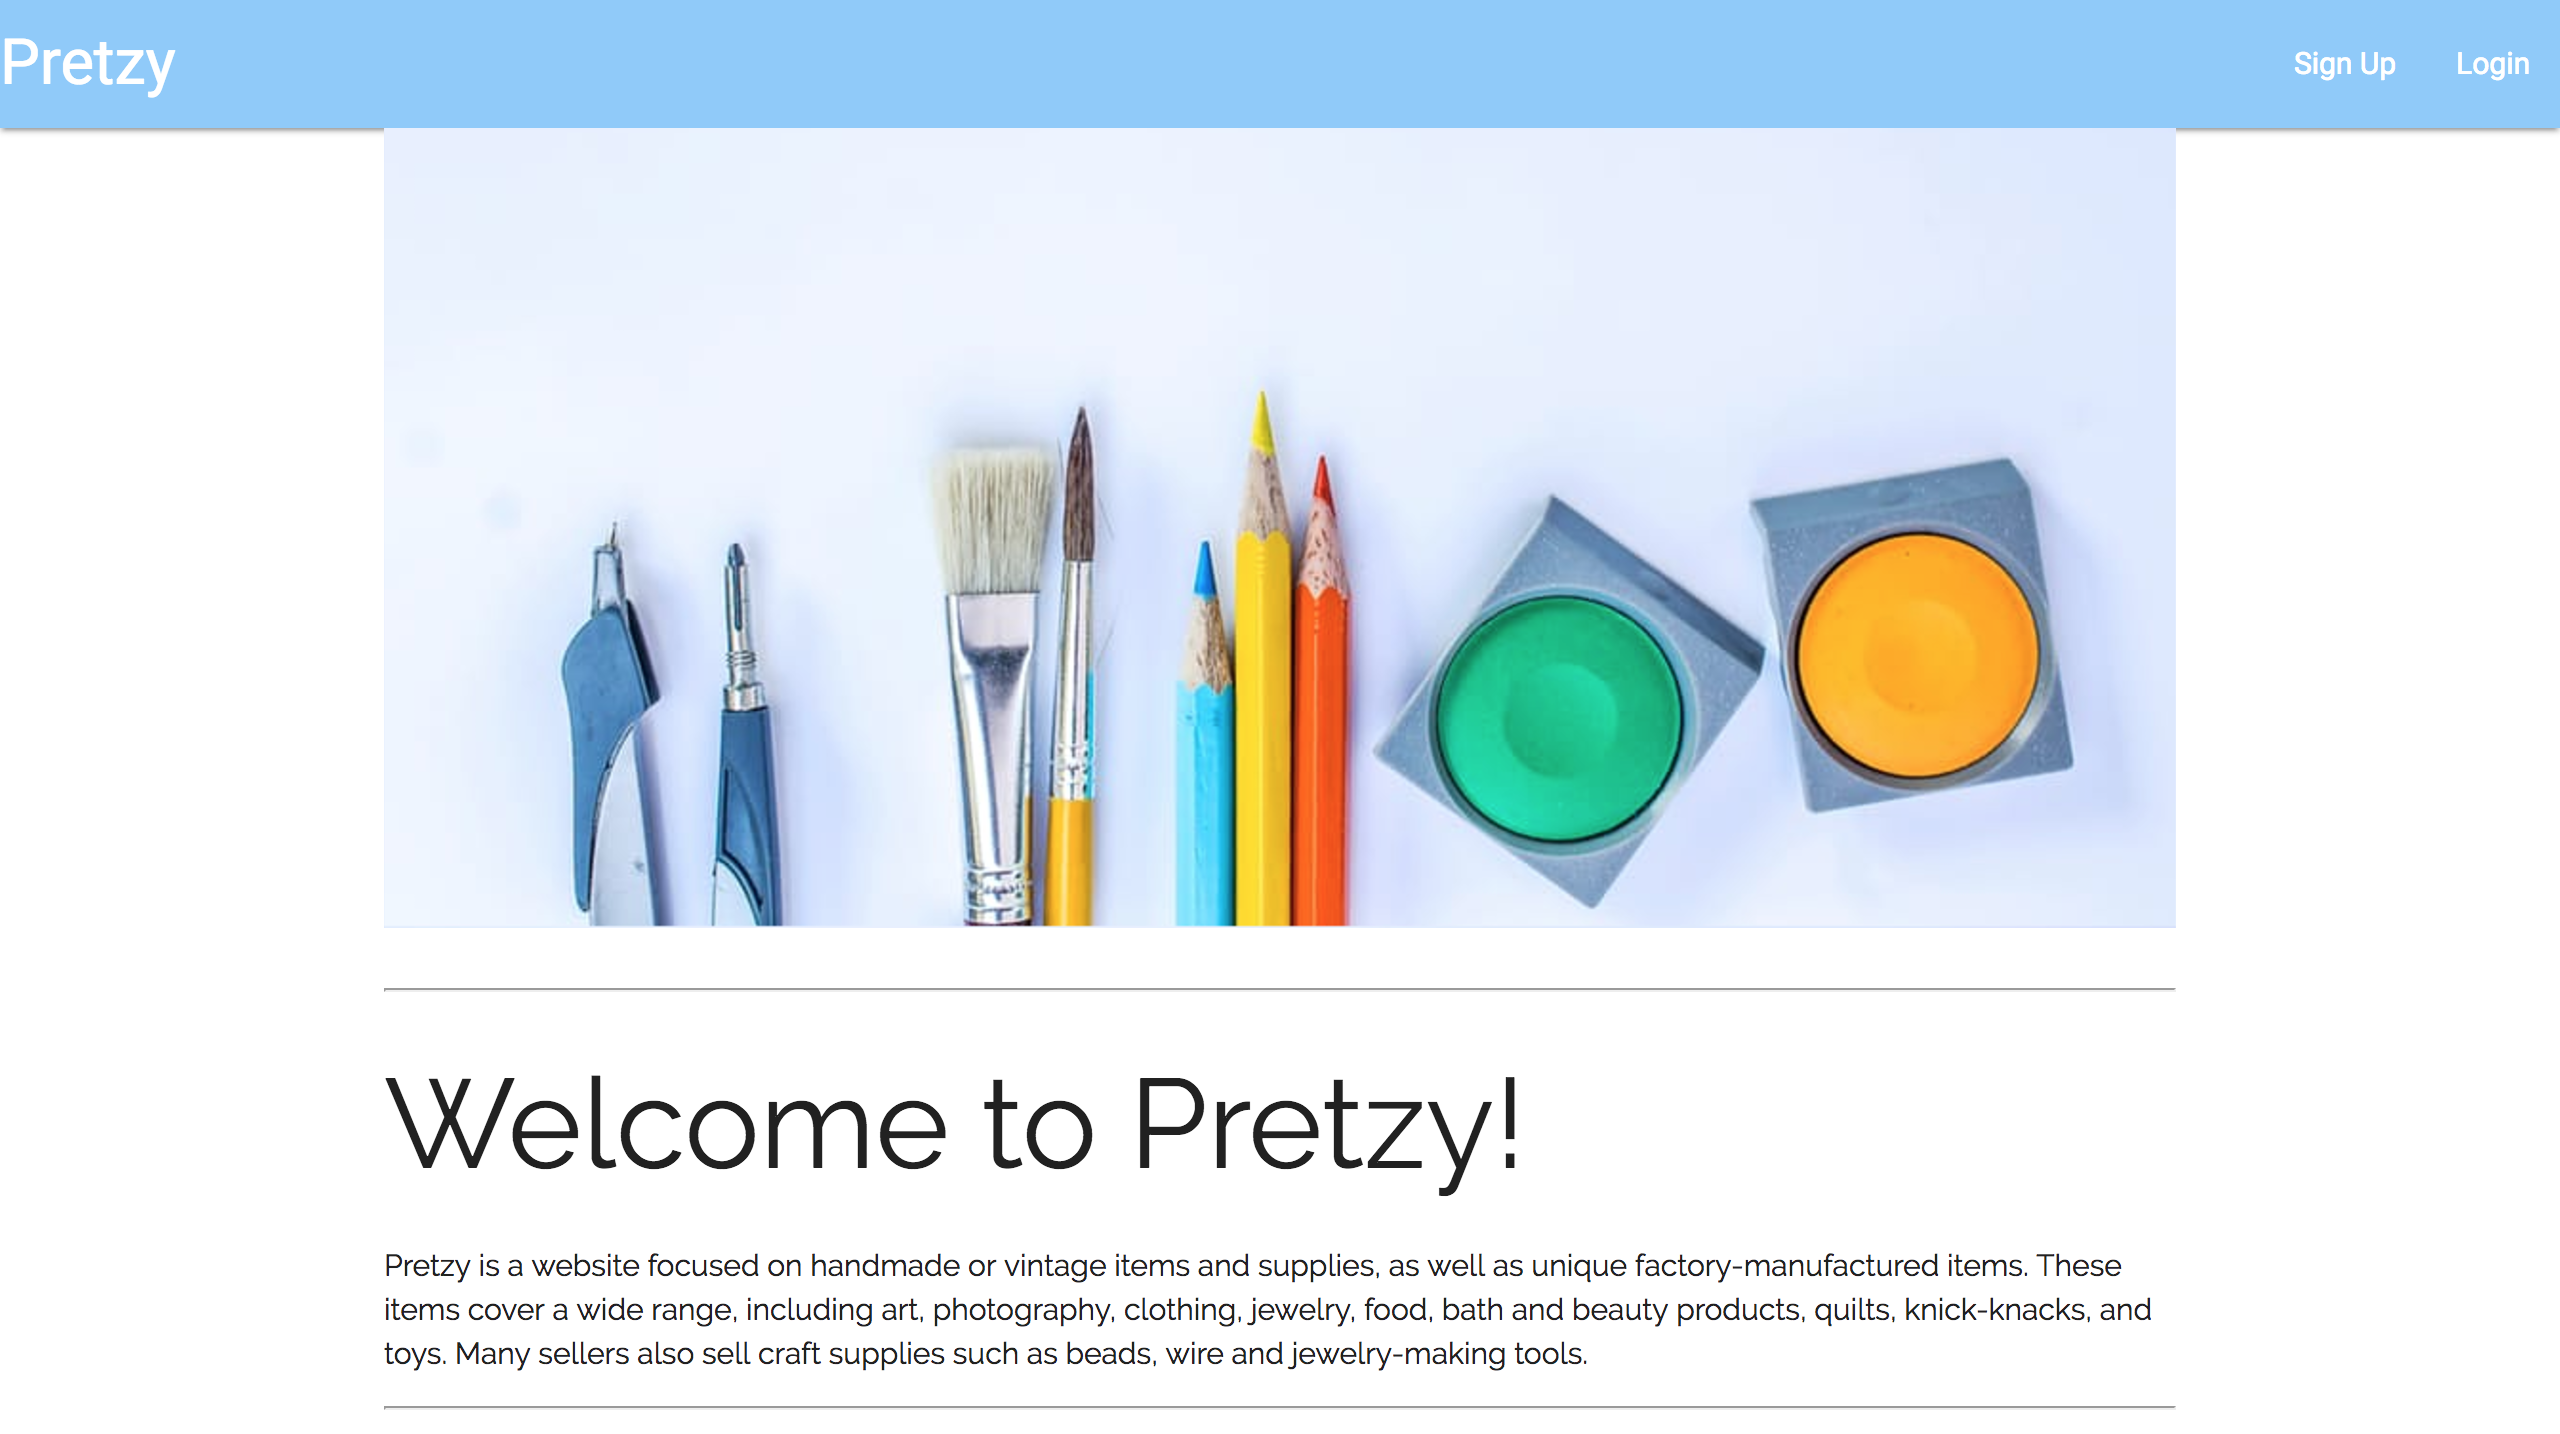 Pretzy
Sign Up
Login
Welcome to Pretzy!
Pretzy is a website focused on handmade or vintage items and supplies, as well as unique factory-manufactured items. These
items cover a wide range, including art, photography, clothing, jewelry, food, bath and beauty products, quilts, knick-knacks, and
toys. Many sellers also sell craft supplies such as beads, wire and jewelry-making tools.